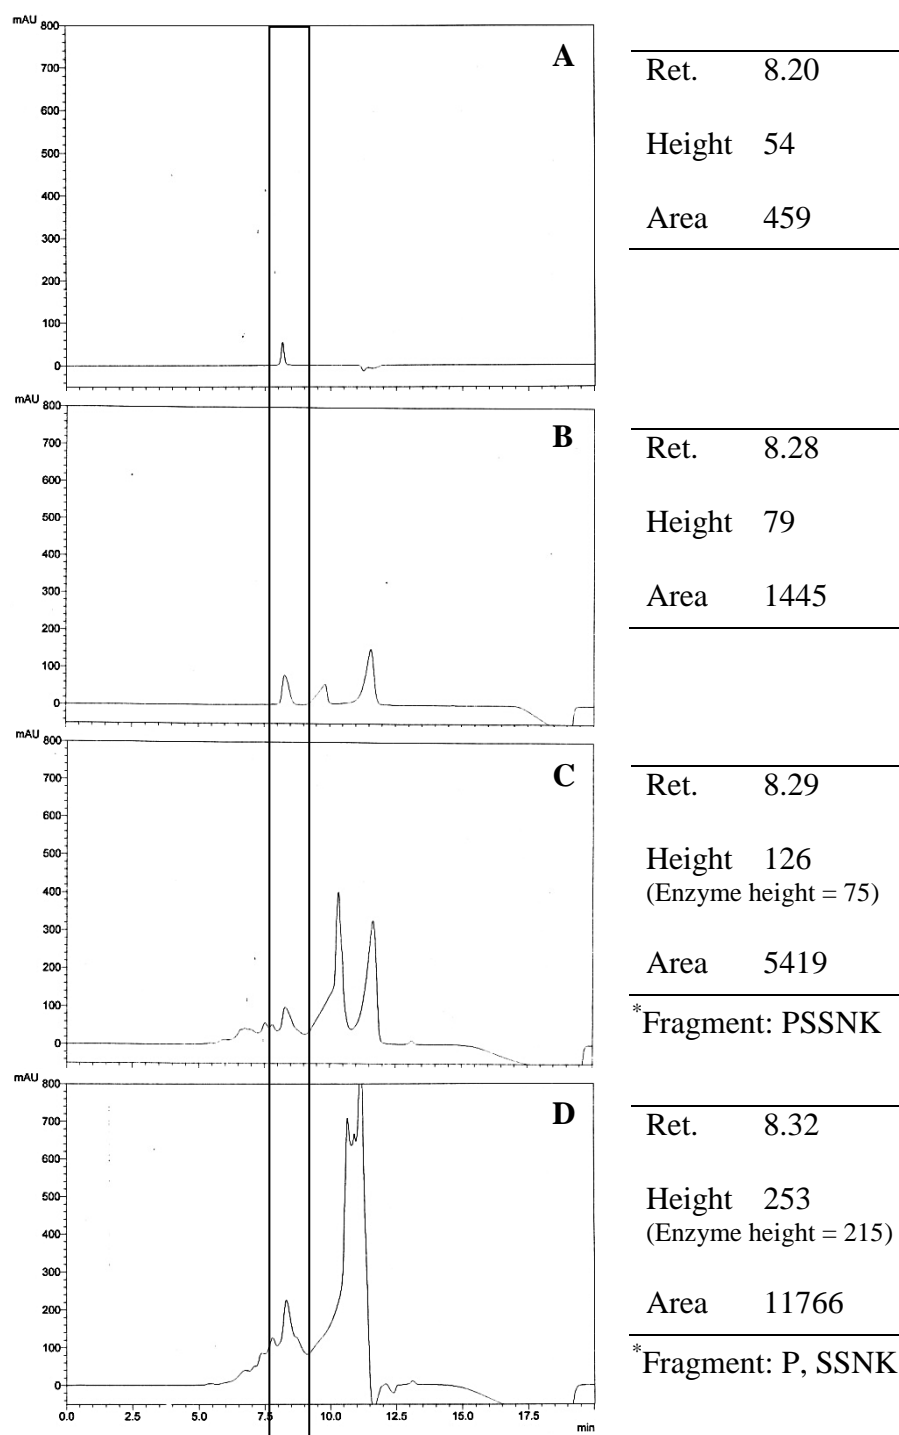 mAU
800
700
600
500
400
300
200
100
0
A
Ret. 8.20
Height 54
Area 459
mAU
800
700
600
500
400
300
200
100
0
B
Ret. 8.28
Height 79
Area 1445
mAU
800
700
600
500
400
300
200
100
0
C
Ret. 8.29
Height 126
(Enzyme height = 75)
Area 5419
*Fragment: PSSNK
mAU
800
700
600
500
400
300
200
100
0
D
Ret. 8.32
Height 253
(Enzyme height = 215)
Area 11766
*Fragment: P, SSNK
0.0 2.5 5.0 7.5 10.0 12.5 15.0 17.5
min